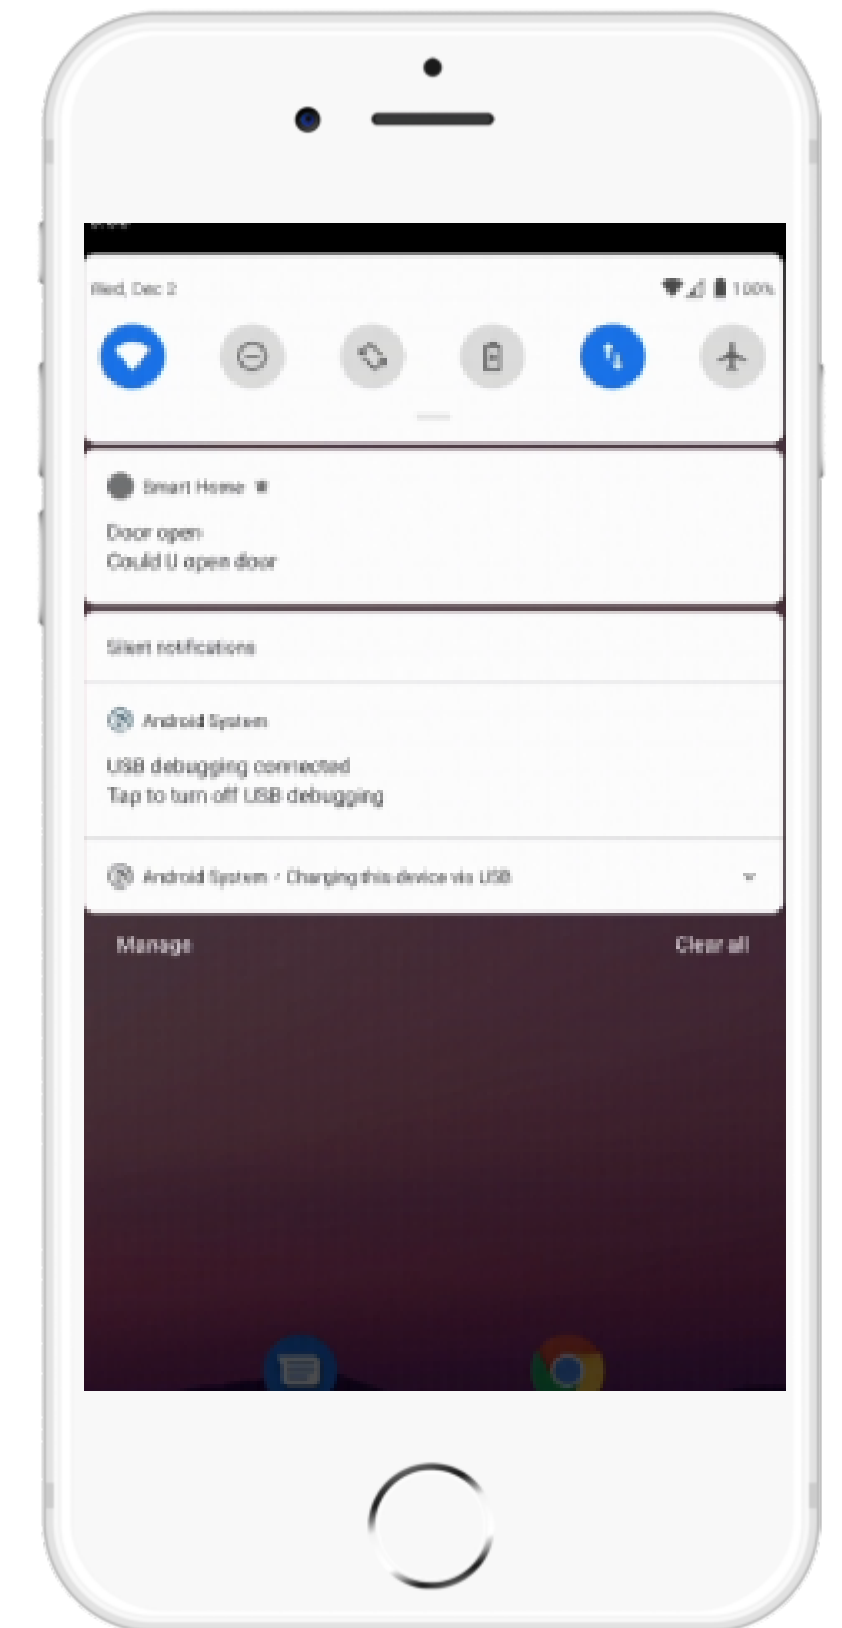 Wed, Dec 2
100%
Smart Home
Door open
Could U open door
Silent notifications
Android System
USB debugging connected
Tap to turn off USB debugging
Android System • Charging this device via USB
Manage
Clear all